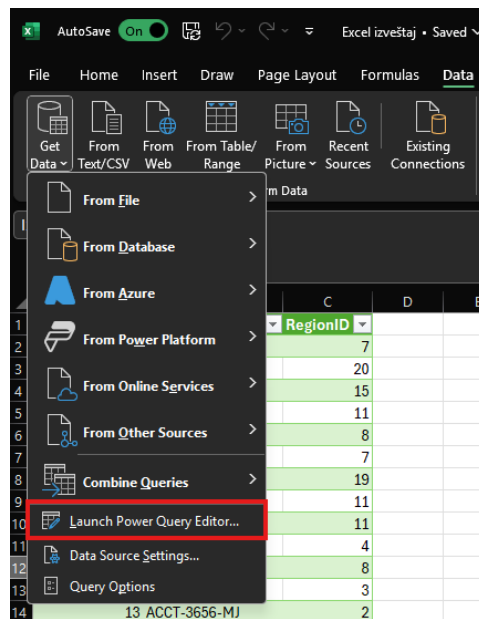 AutoSave On Excel izveštaj • Saved
File Home Insert Draw Page Layout Formulas Data
Get Data From Text/CSV From Web From Table/ Range From Picture Recent Sources Existing Connections
m Data
From File
From Database
From Azure
From Power Platform
From Online Services
From Other Sources
Combine Queries
Launch Power Query Editor...
Data Source Settings...
Query Options
C D E
1 RegionID
2 7
3 20
4 15
5 11
6 8
7 7
8 19
9 11
10 11
11 4
12 8
13 3
14 13 ACCT-3656-MJ 2